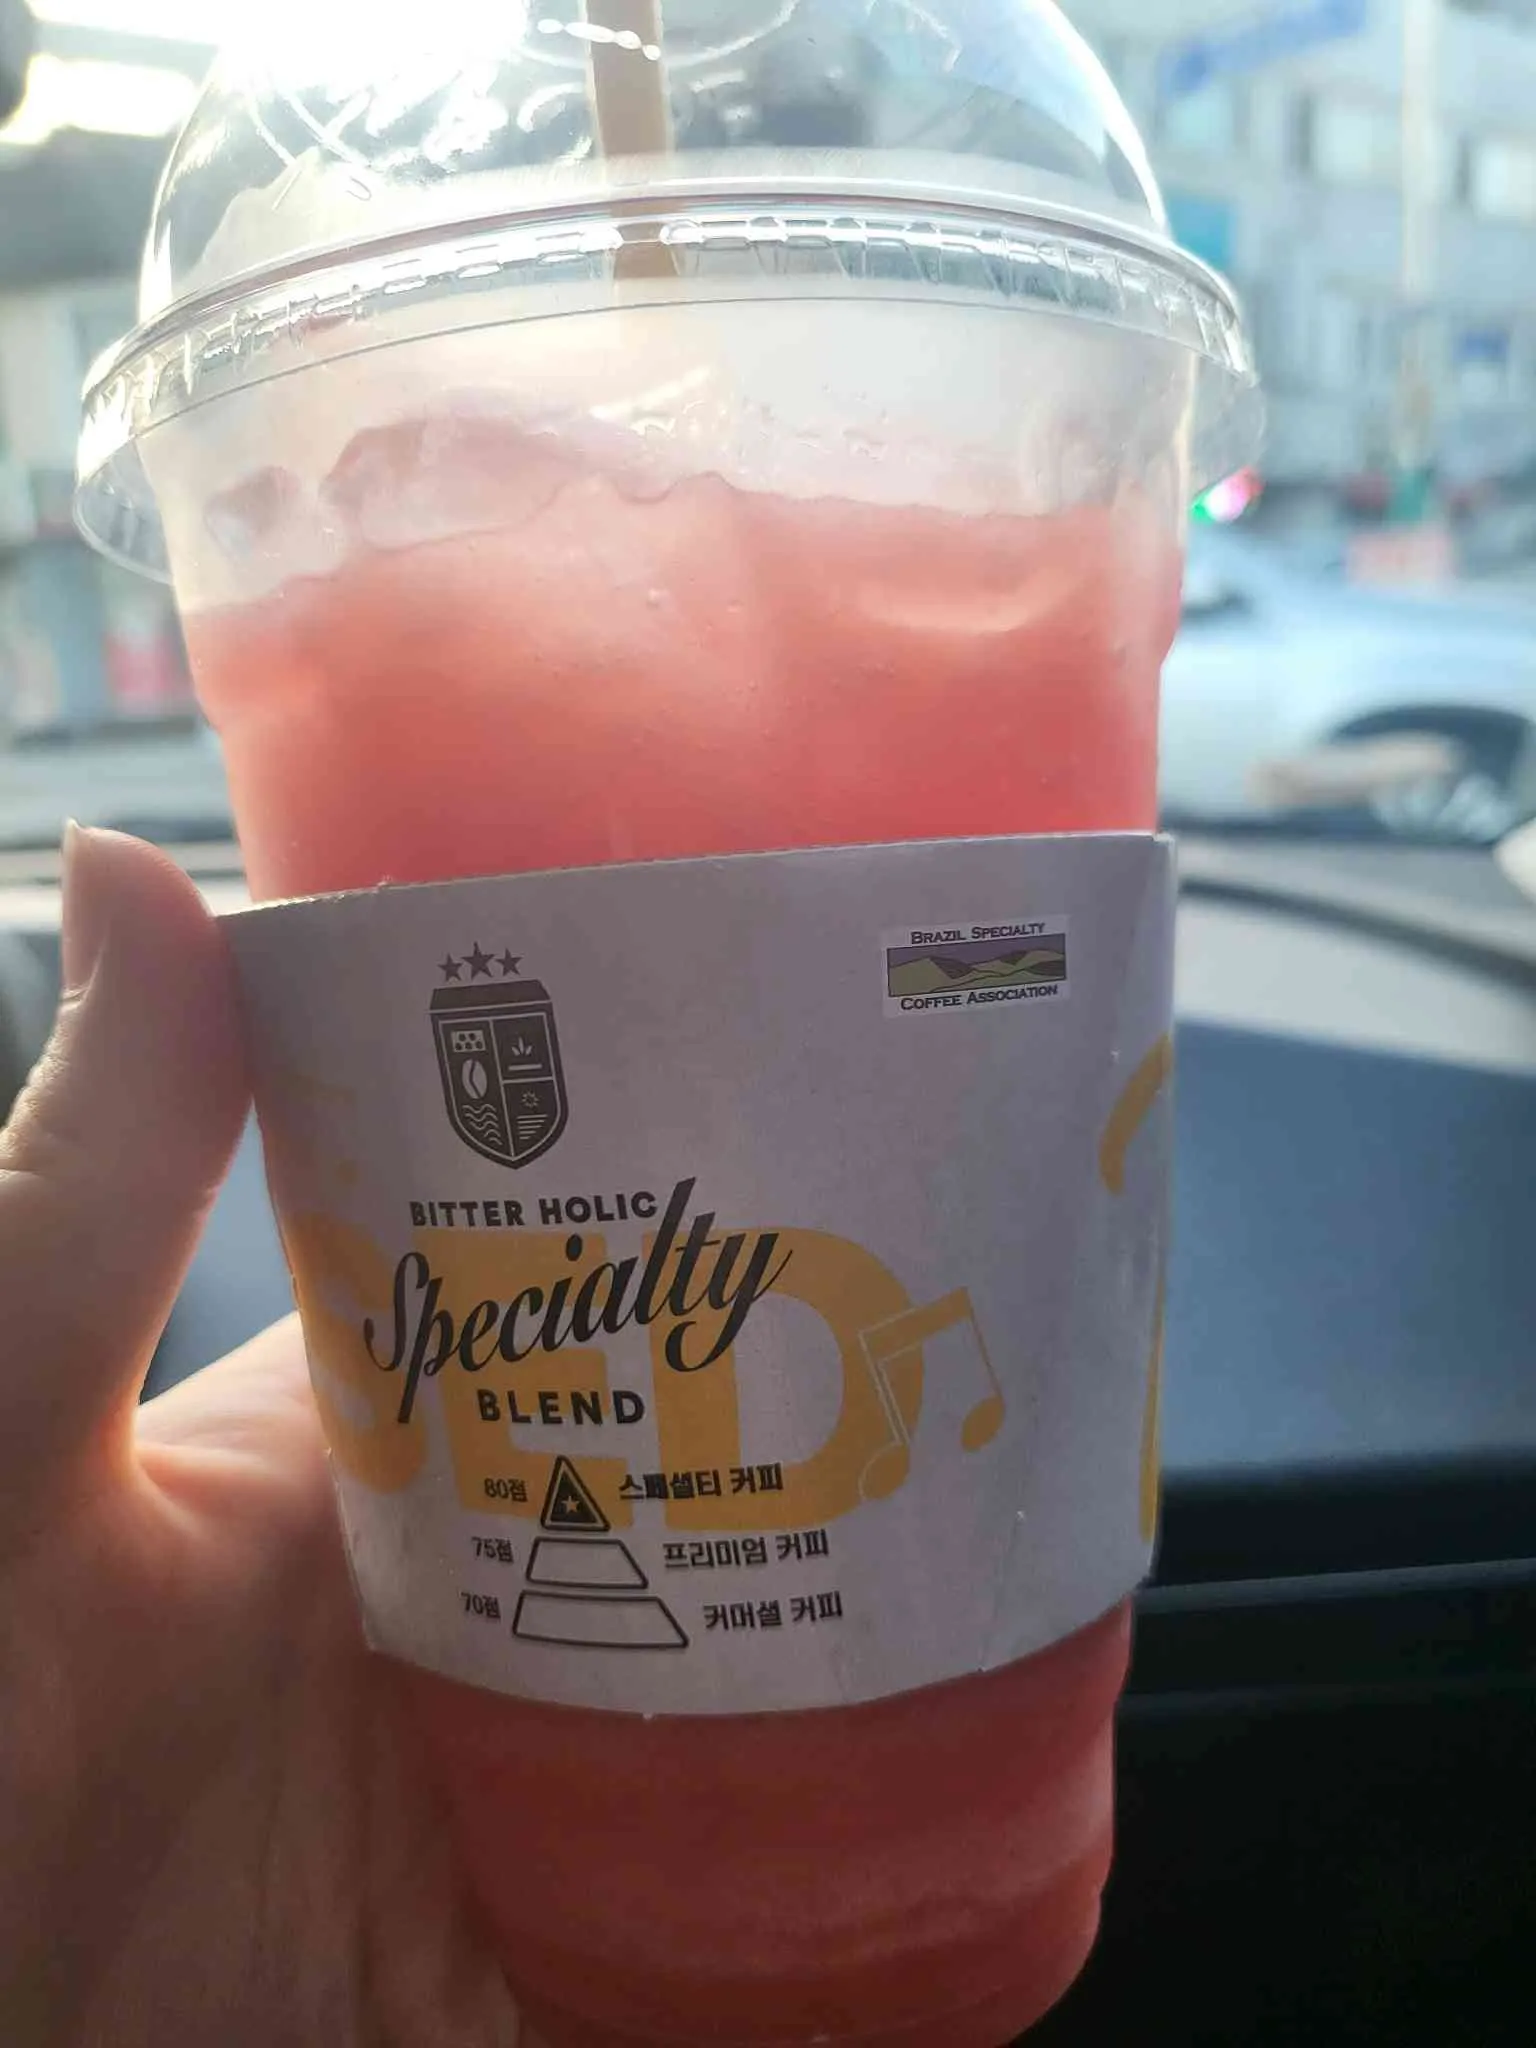 BRAZIL SPECIALTY
COFFEE ASSOCIATION
BITTER HOLIC
Specialty
BLEND
SED
80점 스페셜티 커피
75점 프리미엄 커피
70점 커머셜 커피